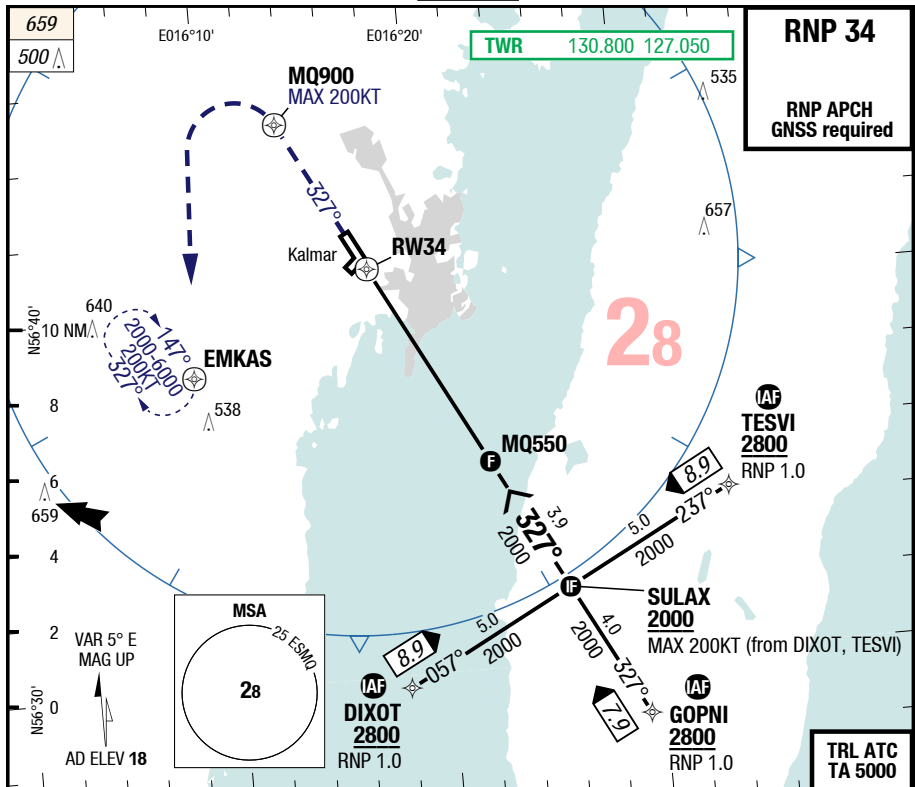 659
500
E016°10'
E016°20'
TWR 130.800 127.050
RNP 34
RNP APCH
GNSS required
MQ900
MAX 200KT
535
327°
657
Kalmar
RW34
28
N56°40'
10 NM
640
147°
2000-6000
200KT
327°
EMKAS
538
8
6
4
2
0
659
F
MQ550
IAF
TESVI
2800
RNP 1.0
8.9
237°
5.0
2000
3.9
327°
2000
IF
SULAX
2000
MAX 200KT (from DIXOT, TESVI)
5.0
2000
057°
8.9
4.0
2000
327°
7.9
IAF
DIXOT
2800
RNP 1.0
IAF
GOPNI
2800
RNP 1.0
MSA
25 ESMQ
28
VAR 5° E
MAG UP
N56°30'
AD ELEV 18
TRL ATC
TA 5000